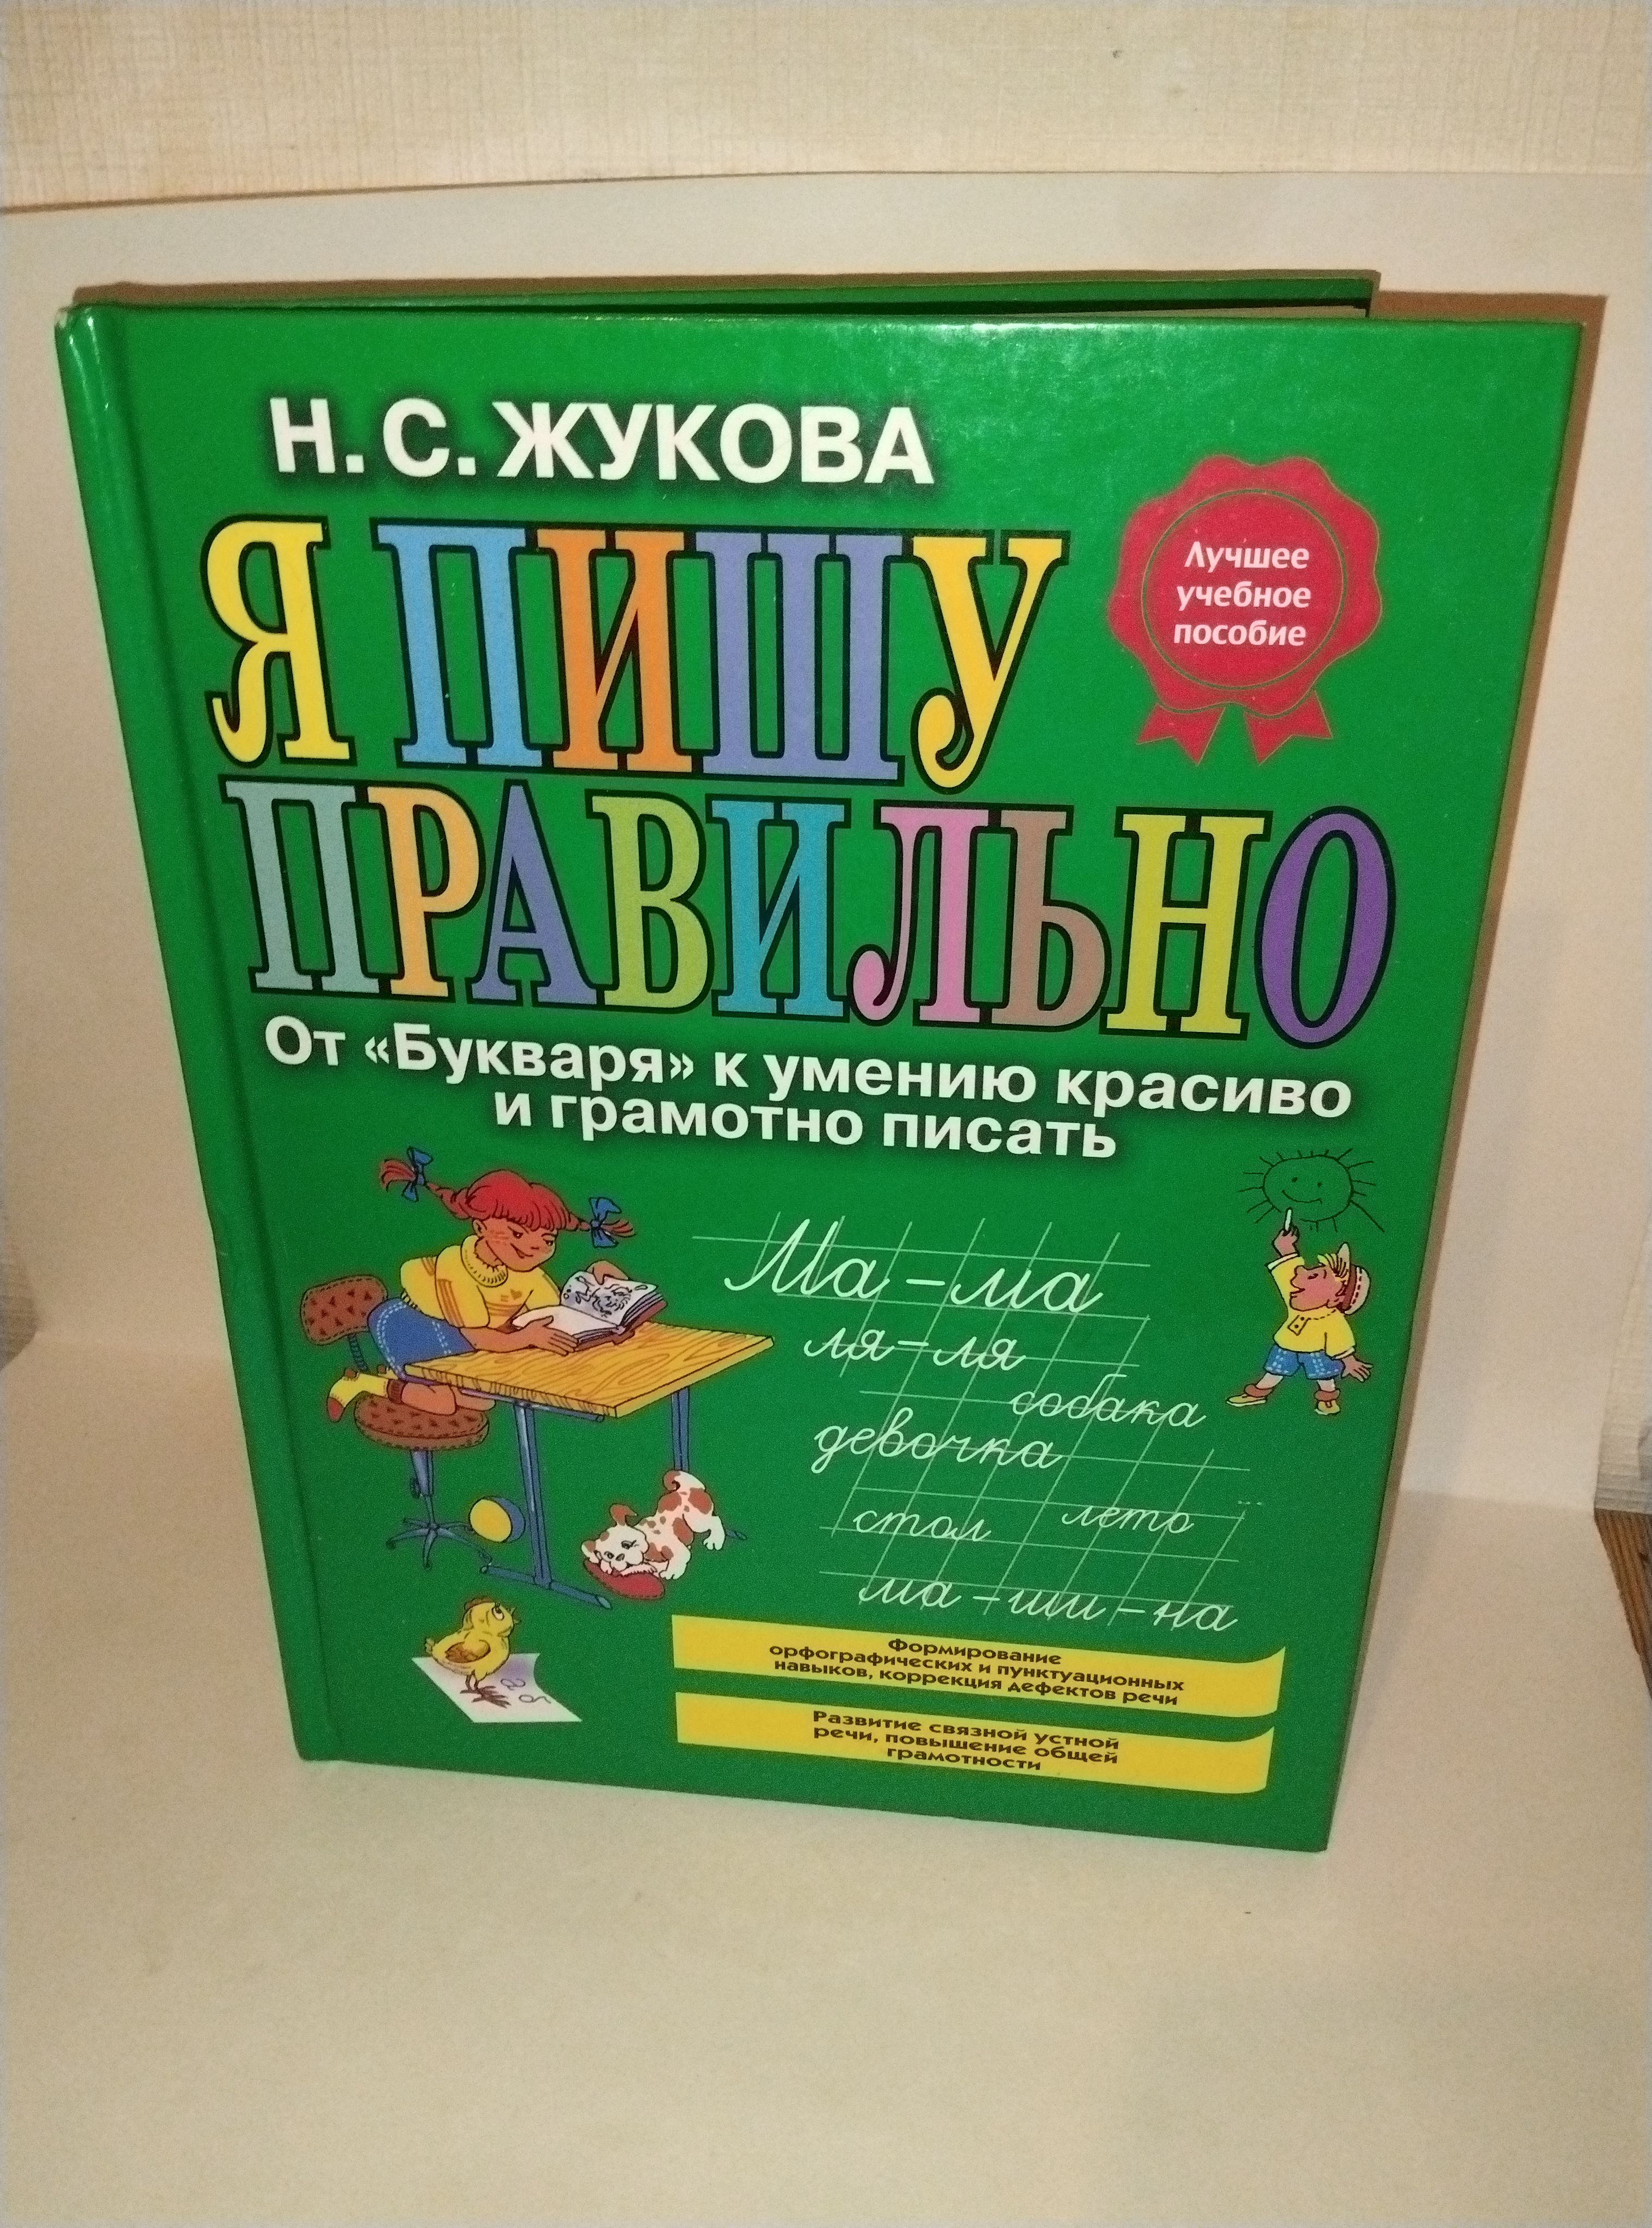 Н. С. ЖУКОВА
Лучшее
учебное
пособие
Я ПИШУ
ПРАВИЛЬНО
От «Букваря» к умению красиво
и грамотно писать
Ма – ма
ля – ля
собака
девочка
стол лето
ма – ши – на
Формирование
орфографических и пунктуационных
навыков, коррекция дефектов речи
Развитие связной устной
речи, повышение общей
грамотности